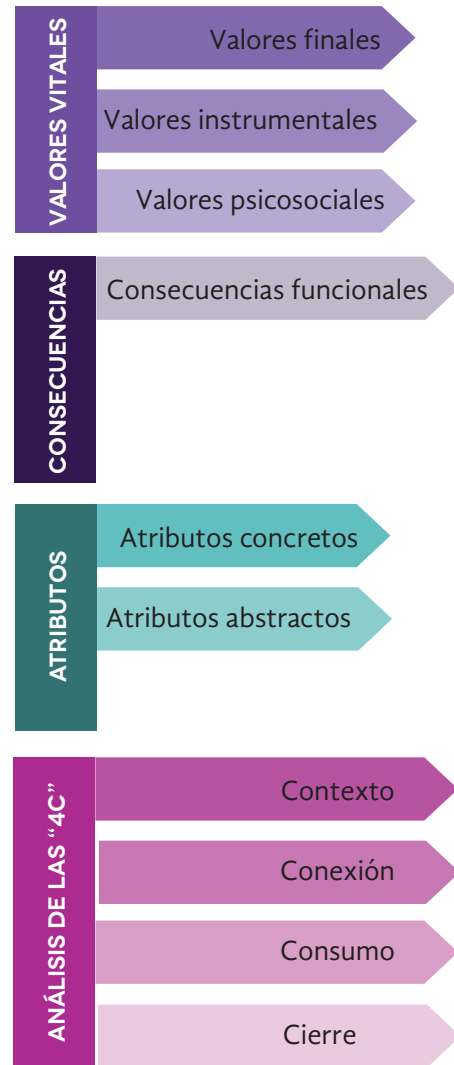 VALORES VITALES
Valores finales
Valores instrumentales
Valores psicosociales
CONSECUENCIAS
Consecuencias funcionales
ATRIBUTOS
Atributos concretos
Atributos abstractos
ANÁLISIS DE LAS “4C”
Contexto
Conexión
Consumo
Cierre